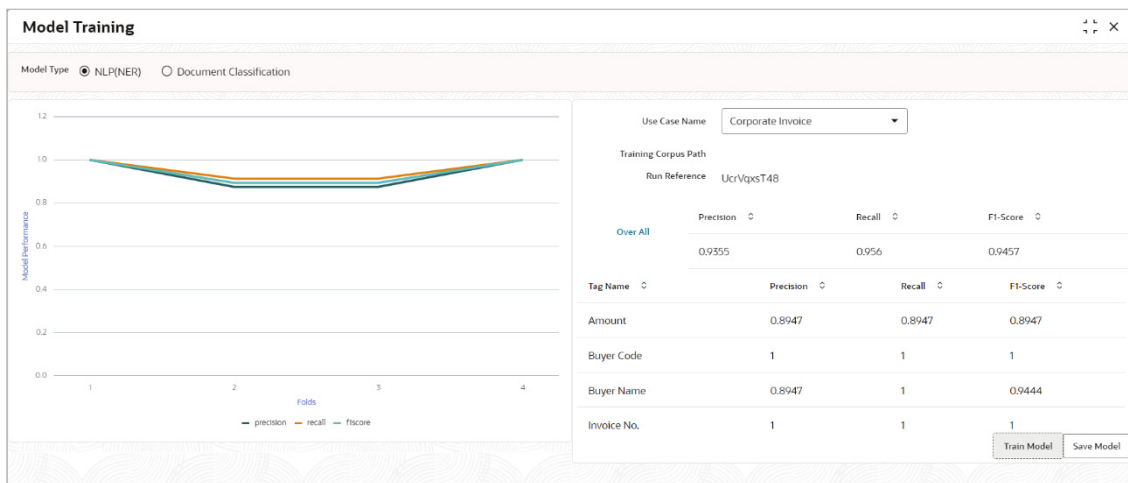 Model Training
Model Type NLP(NER) Document Classification
1.2
1.0
0.8
0.6
0.4
0.2
0.0
Model Performance
1 2 3 4
Folds
precision recall f1score
Use Case Name Corporate Invoice
Training Corpus Path
Run Reference UcrVqxsT48
Precision Recall F1-Score
Over All
0.9355 0.956 0.9457
Tag Name Precision Recall F1-Score
Amount 0.8947 0.8947 0.8947
Buyer Code 1 1 1
Buyer Name 0.8947 1 0.9444
Invoice No. 1 1 1
Train Model Save Model